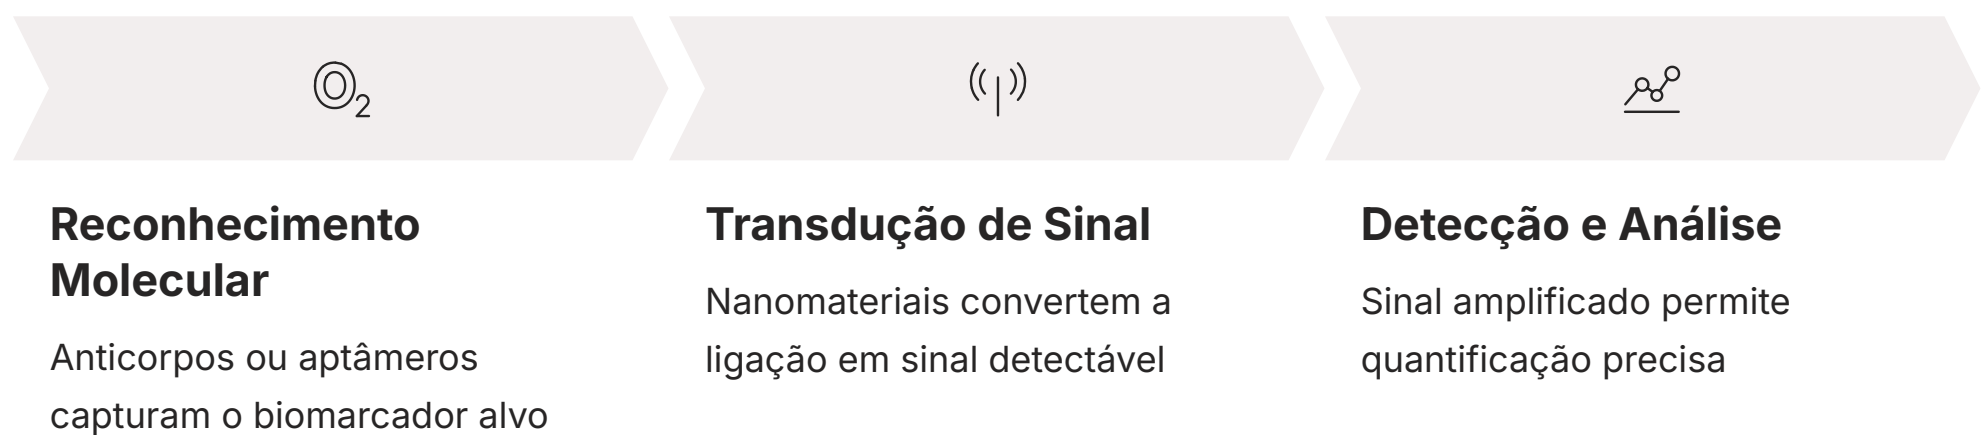 O2
Reconhecimento
Molecular
Anticorpos ou aptâmeros
capturam o biomarcador alvo
Transdução de Sinal
Nanomateriais convertem a
ligação em sinal detectável
Detecção e Análise
Sinal amplificado permite
quantificação precisa